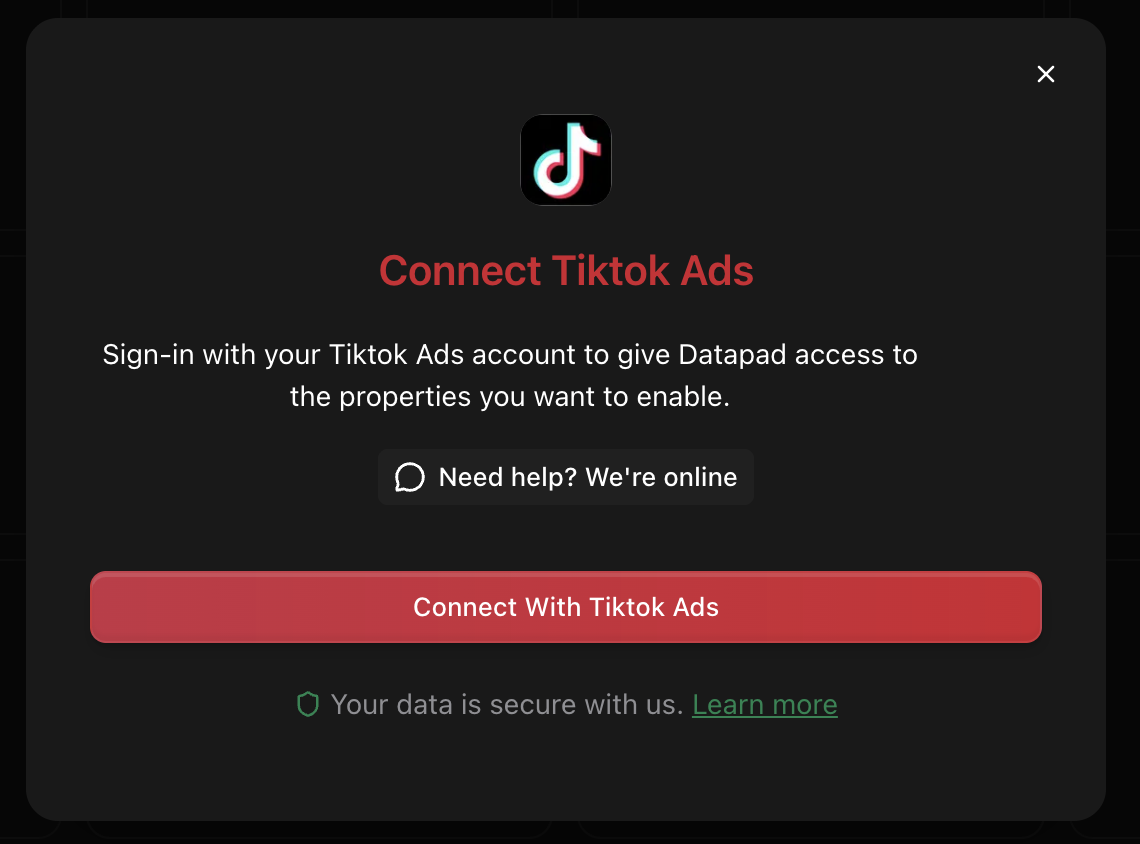 Connect Tiktok Ads
Sign-in with your Tiktok Ads account to give Datapad access to
the properties you want to enable.
Need help? We're online
Connect With Tiktok Ads
Your data is secure with us. Learn more